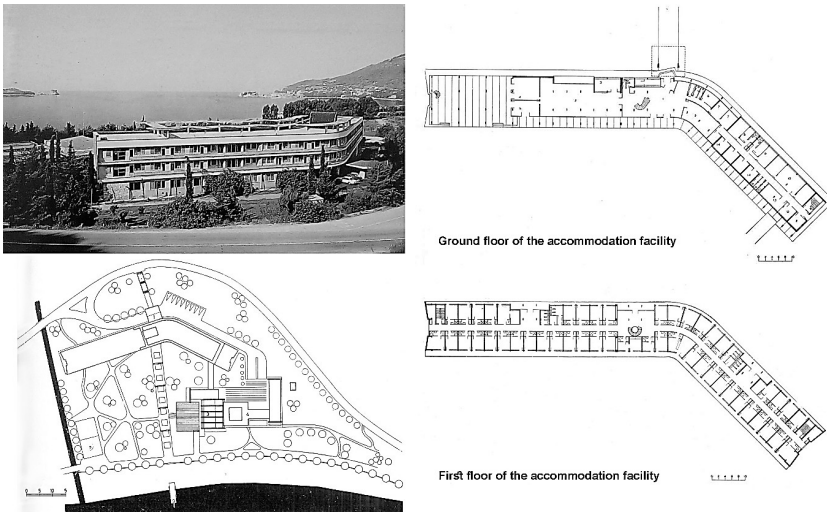 Ground floor of the accommodation facility
First floor of the accommodation facility